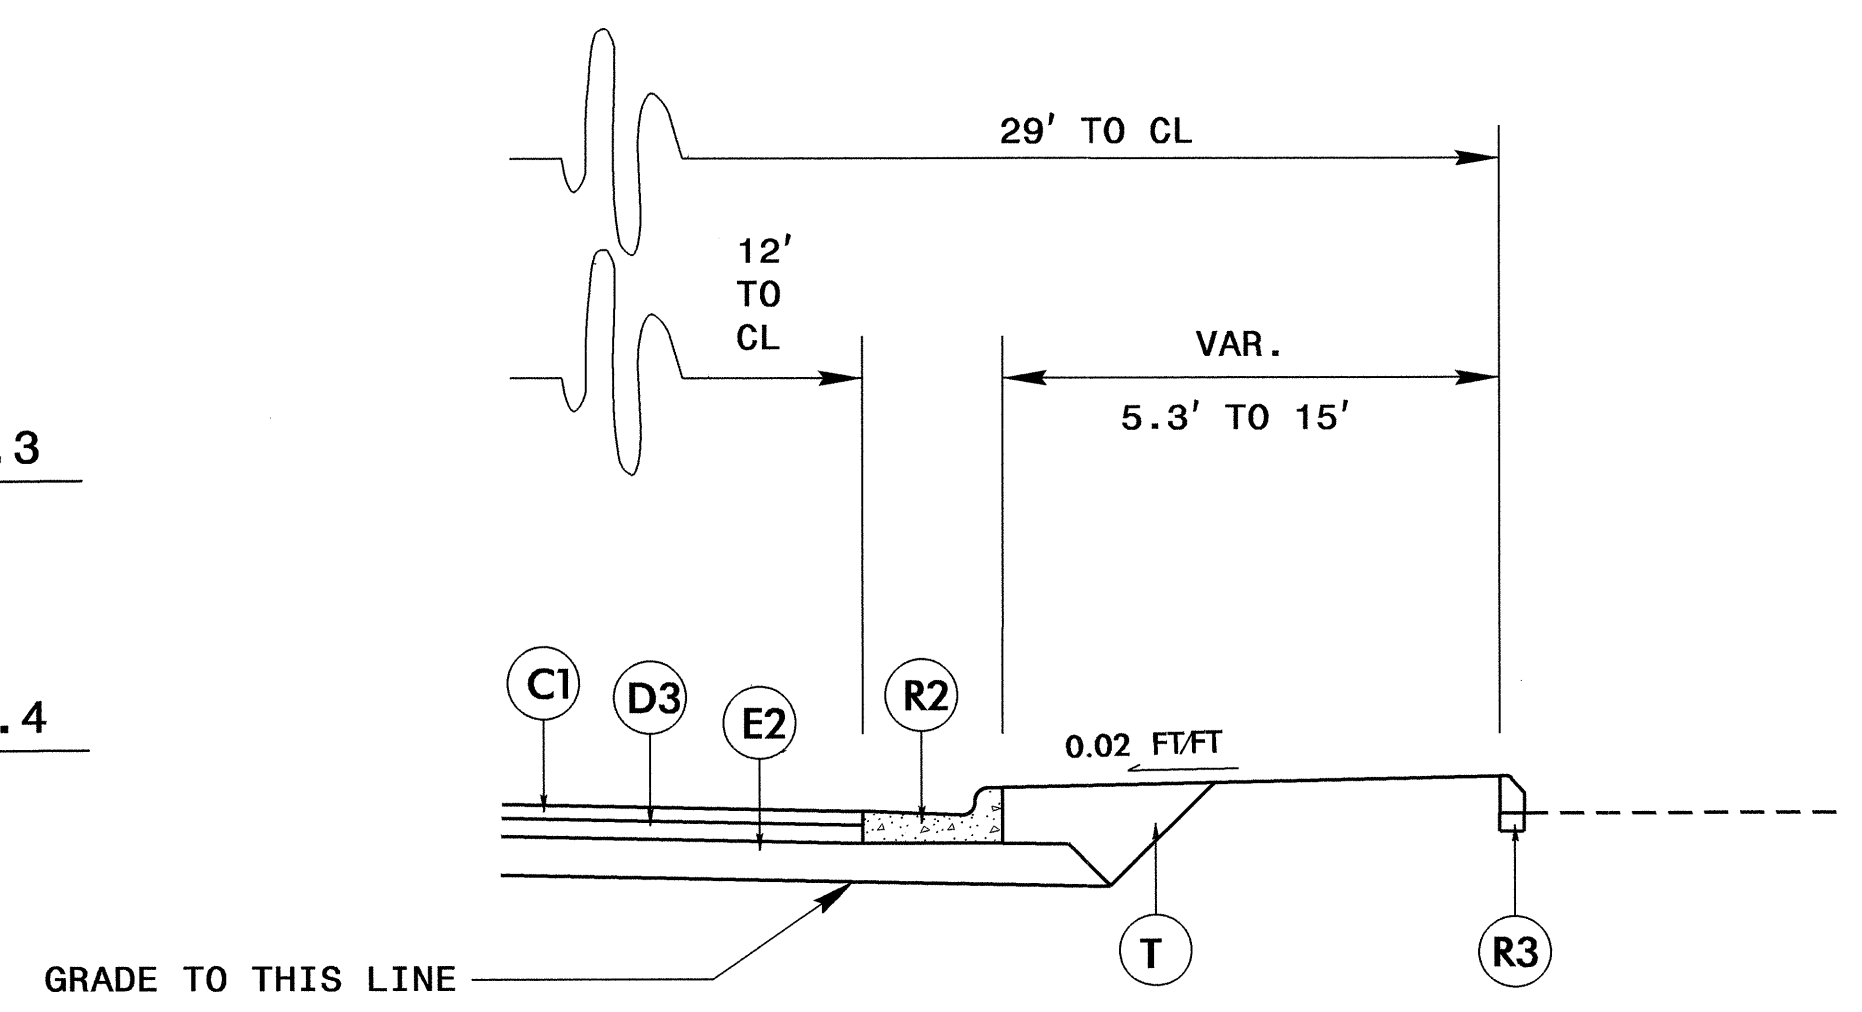 29' TO CL
12'
TO
CL
VAR.
5.3' TO 15'
.3
.4
C1
D3
E2
R2
0.02 FT/FT
T
R3
GRADE TO THIS LINE